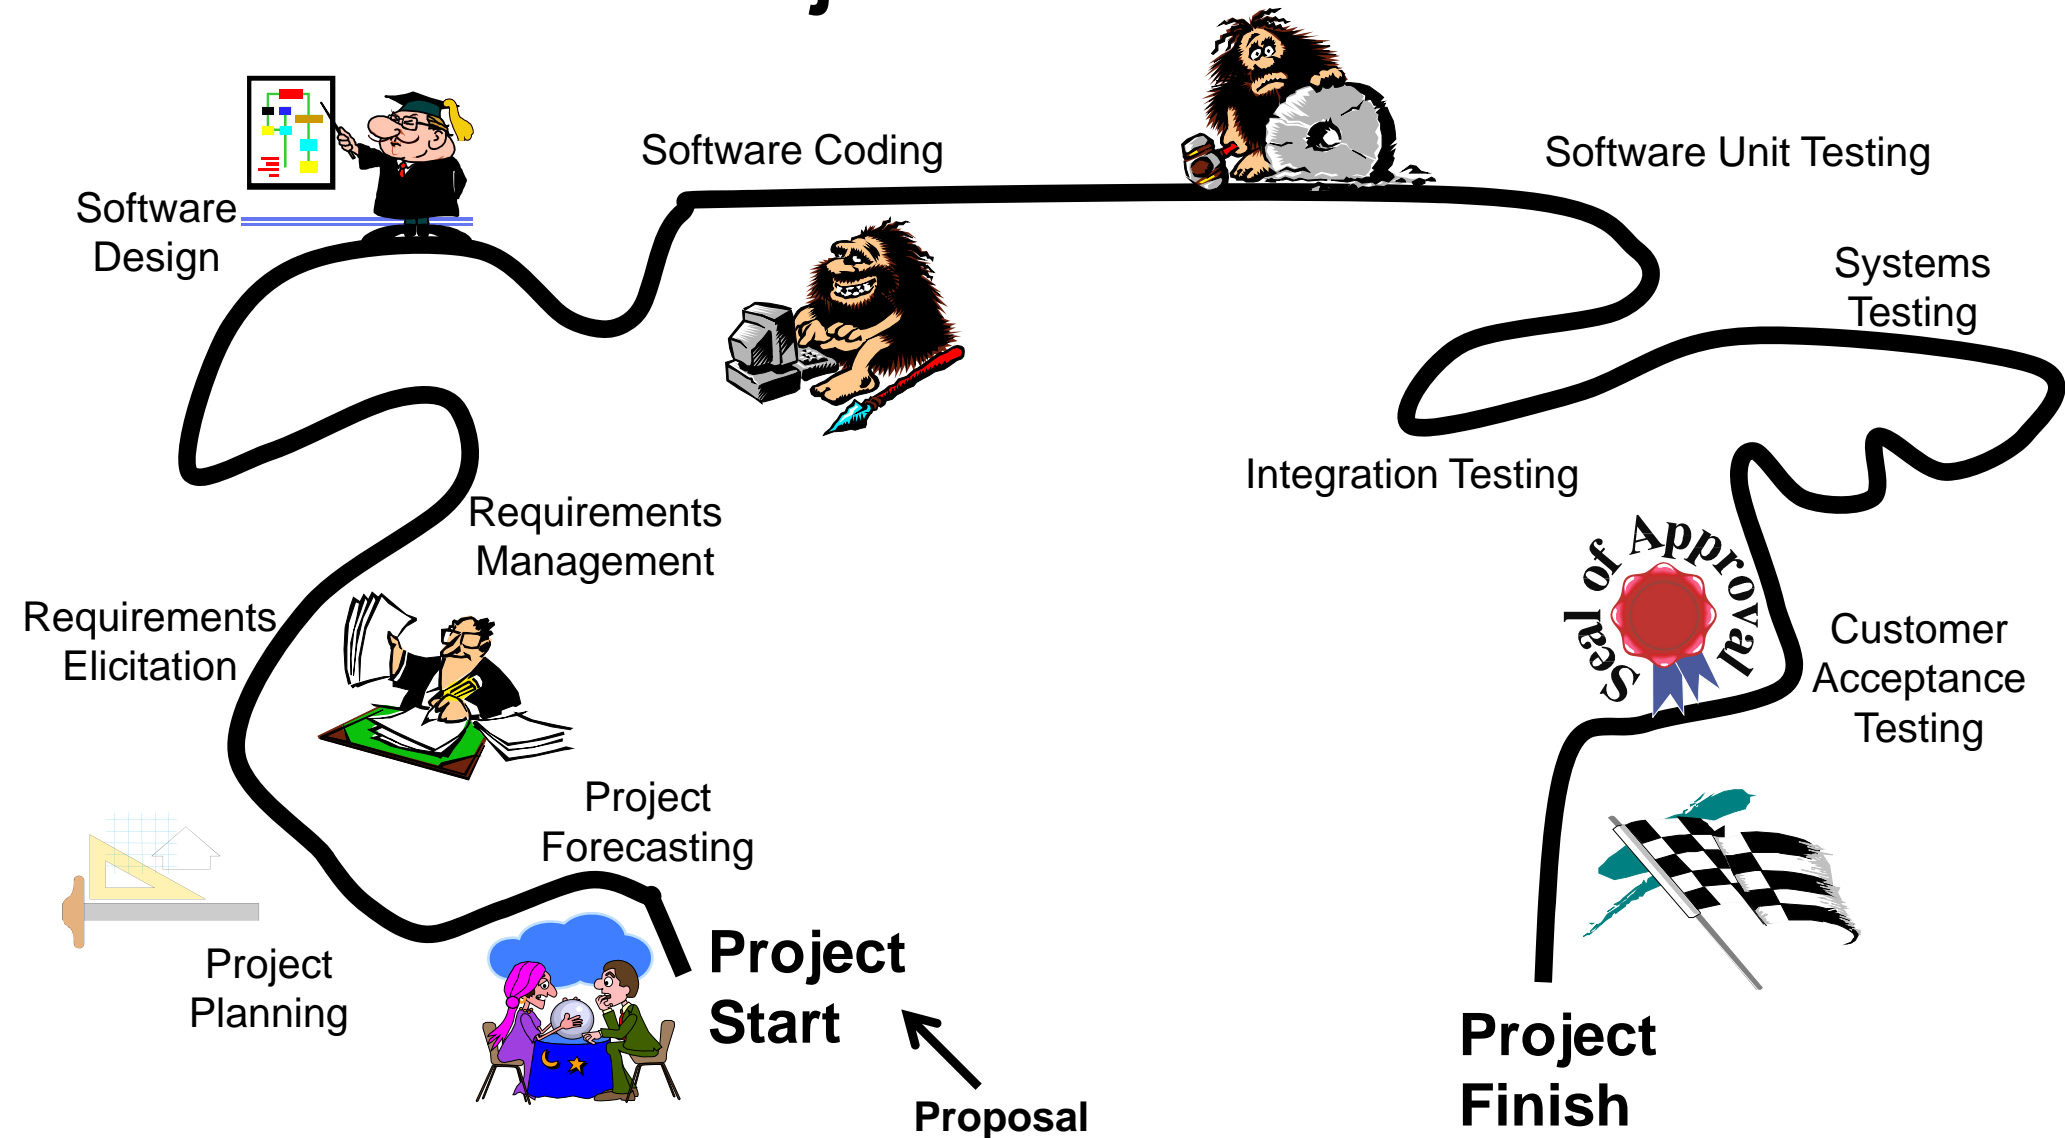 Software Coding
Software Unit Testing
Software
Design
Systems
Testing
Integration Testing
Requirements
Management
Seal of Approval
Requirements
Elicitation
Customer
Acceptance
Testing
Project
Forecasting
Project
Planning
Project
Start
Project
Finish
Proposal